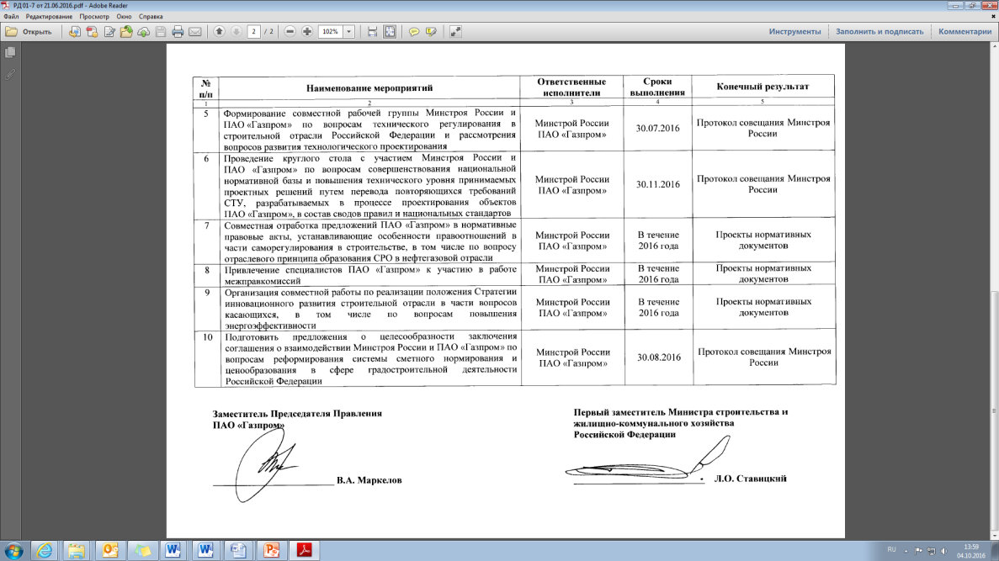 РД 01-7 от 21.06.2016.pdf - Adobe Reader
Файл Редактирование Просмотр Окно Справка
Открыть 2 / 2 102% Инструменты Заполнить и подписать Комментарии
№ п/п Наименование мероприятий Ответственные исполнители Сроки выполнения Конечный результат
1 2 3 4 5
5 Формирование совместной рабочей группы Минстроя России и
ПАО «Газпром» по вопросам технического регулирования в
строительной отрасли Российской Федерации и рассмотрения
вопросов развития технологического проектирования
Минстрой России
ПАО «Газпром»
30.07.2016
Протокол совещания Минстроя
России
6 Проведение круглого стола с участием Минстроя России и
ПАО «Газпром» по вопросам совершенствования национальной
нормативной базы и повышения технического уровня принимаемых
проектных решений путем перевода повторяющихся требований
СТУ, разрабатываемых в процессе проектирования объектов
ПАО «Газпром», в состав сводов правил и национальных стандартов
Минстрой России
ПАО «Газпром»
30.11.2016
Протокол совещания Минстроя
России
7 Совместная отработка предложений ПАО «Газпром» в нормативные
правовые акты, устанавливающие особенности правоотношений в
части саморегулирования в строительстве, в том числе по вопросу
отраслевого принципа образования СРО в нефтегазовой отрасли
Минстрой России
ПАО «Газпром»
В течение
2016 года
Проекты нормативных
документов
8 Привлечение специалистов ПАО «Газпром» к участию в работе
межправкомиссий
Минстрой России
ПАО «Газпром»
В течение
2016 года
Проекты нормативных
документов
9 Организация совместной работы по реализации положения Стратегии
инновационного развития строительной отрасли в части вопросов
касающихся, в том числе по вопросам повышения
энергоэффективности
Минстрой России
ПАО «Газпром»
В течение
2016 года
Проекты нормативных
документов
10 Подготовить предложения о целесообразности заключения
соглашения о взаимодействии Минстроя России и ПАО «Газпром» по
вопросам реформирования системы сметного нормирования и
ценообразования в сфере градостроительной деятельности
Российской Федерации
Минстрой России
ПАО «Газпром»
30.08.2016
Протокол совещания Минстроя
России
Заместитель Председателя Правления
ПАО «Газпром»
В.А. Маркелов
Первый заместитель Министра строительства и
жилищно-коммунального хозяйства
Российской Федерации
Л.О. Ставицкий
RU 13:59
04.10.2016